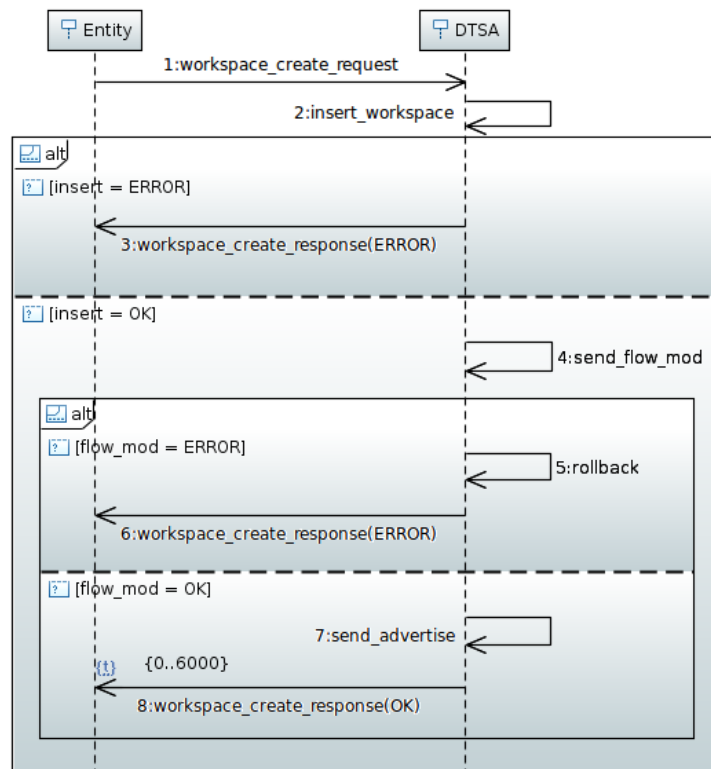 Entity
DTSA
1:workspace_create_request
2:insert_workspace
alt
[insert = ERROR]
3:workspace_create_response(ERROR)
[insert = OK]
4:send_flow_mod
alt
[flow_mod = ERROR]
5:rollback
6:workspace_create_response(ERROR)
[flow_mod = OK]
7:send_advertise
{t} {0..6000}
8:workspace_create_response(OK)